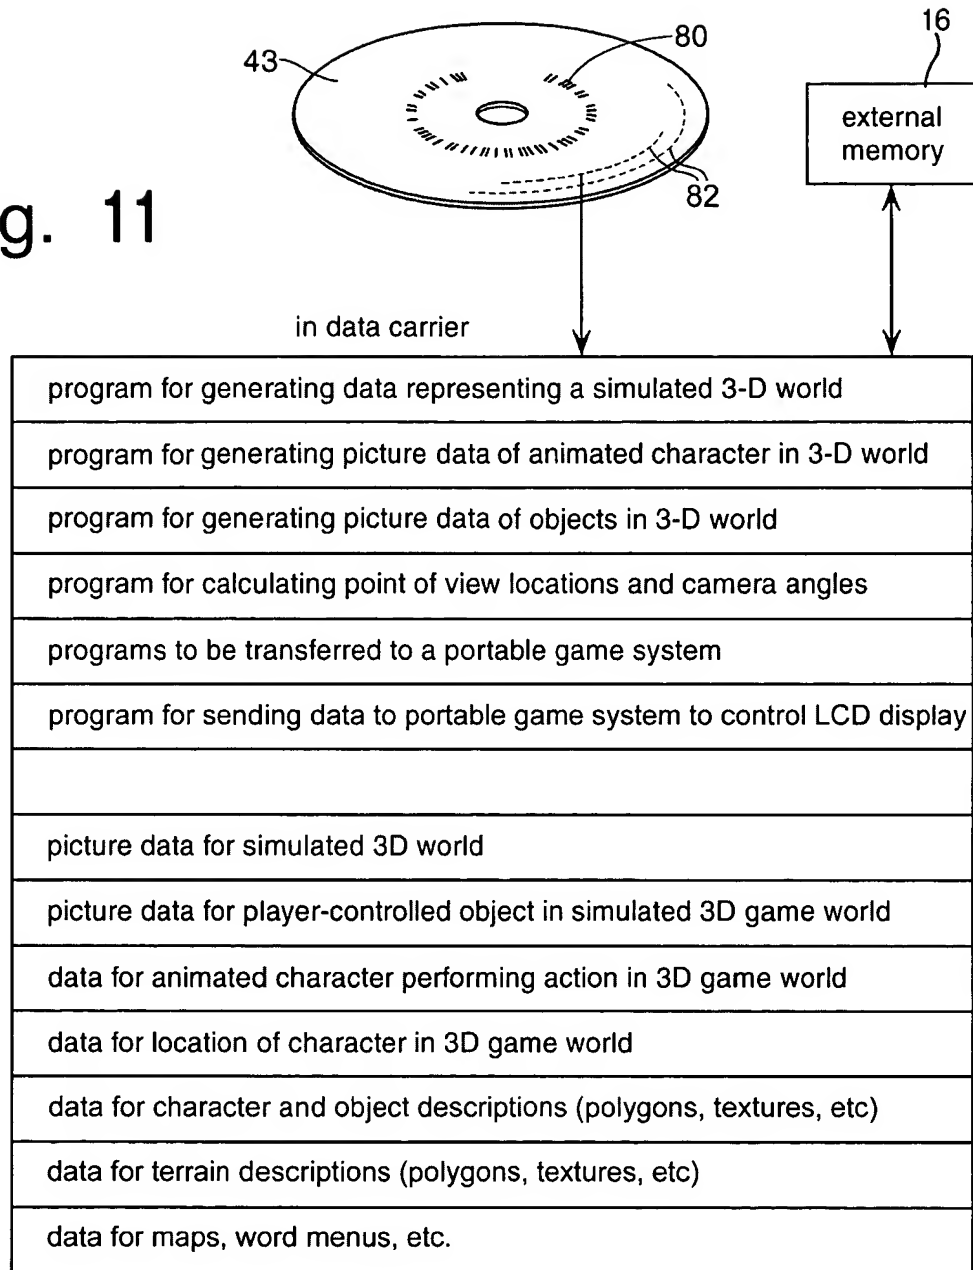 16
43
80
external
memory
82
g. 11
in data carrier
program for generating data representing a simulated 3-D world
program for generating picture data of animated character in 3-D world
program for generating picture data of objects in 3-D world
program for calculating point of view locations and camera angles
programs to be transferred to a portable game system
program for sending data to portable game system to control LCD display
picture data for simulated 3D world
picture data for player-controlled object in simulated 3D game world
data for animated character performing action in 3D game world
data for location of character in 3D game world
data for character and object descriptions (polygons, textures, etc)
data for terrain descriptions (polygons, textures, etc)
data for maps, word menus, etc.